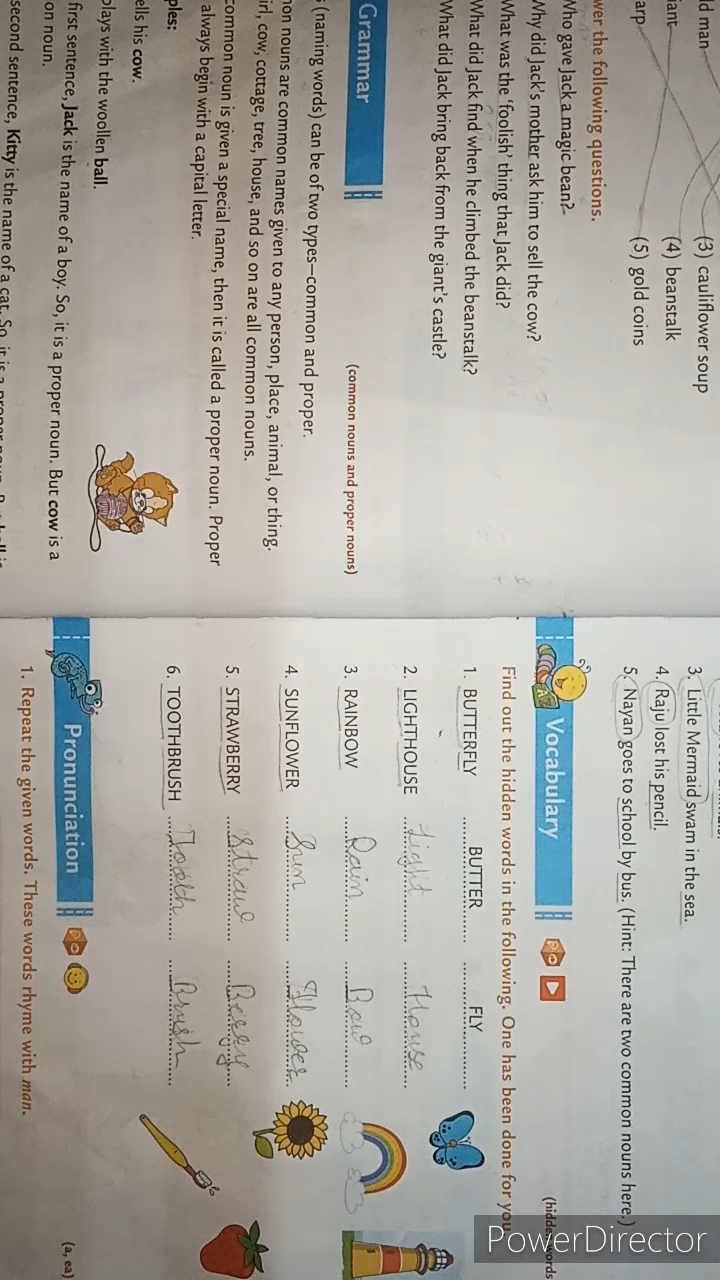 ld man
iant
arp
(3) cauliflower soup
(4) beanstalk
(5) gold coins
wer the following questions.
Who gave Jack a magic bean?
Why did Jack's mother ask him to sell the cow?
What was the 'foolish' thing that Jack did?
What did Jack find when he climbed the beanstalk?
What did Jack bring back from the giant's castle?
Grammar
(common nouns and proper nouns)
s (naming words) can be of two types—common and proper.
non nouns are common names given to any person, place, animal, or thing.
irl, cow, cottage, tree, house, and so on are all common nouns.
common noun is given a special name, then it is called a proper noun. Proper
always begin with a capital letter.
ples:
ells his cow.
plays with the woollen ball.
first sentence, Jack is the name of a boy. So, it is a proper noun. But cow is a
on noun.
second sentence, Kitty is the name of a cat. So, it is a proper noun. But ball is
3. Little Mermaid swam in the sea.
4. Raju lost his pencil.
5. Nayan goes to school by bus. (Hint: There are two common nouns here.)
Vocabulary
(hidden words
Find out the hidden words in the following. One has been done for you
1. BUTTERFLY BUTTER FLY
2. LIGHTHOUSE Light House
3. RAINBOW Rain Bow
4. SUNFLOWER Sun Flower
5. STRAWBERRY Straw Berry
6. TOOTHBRUSH Tooth Brush
Pronunciation
(a, ea)
1. Repeat the given words. These words rhyme with man.
PowerDirector